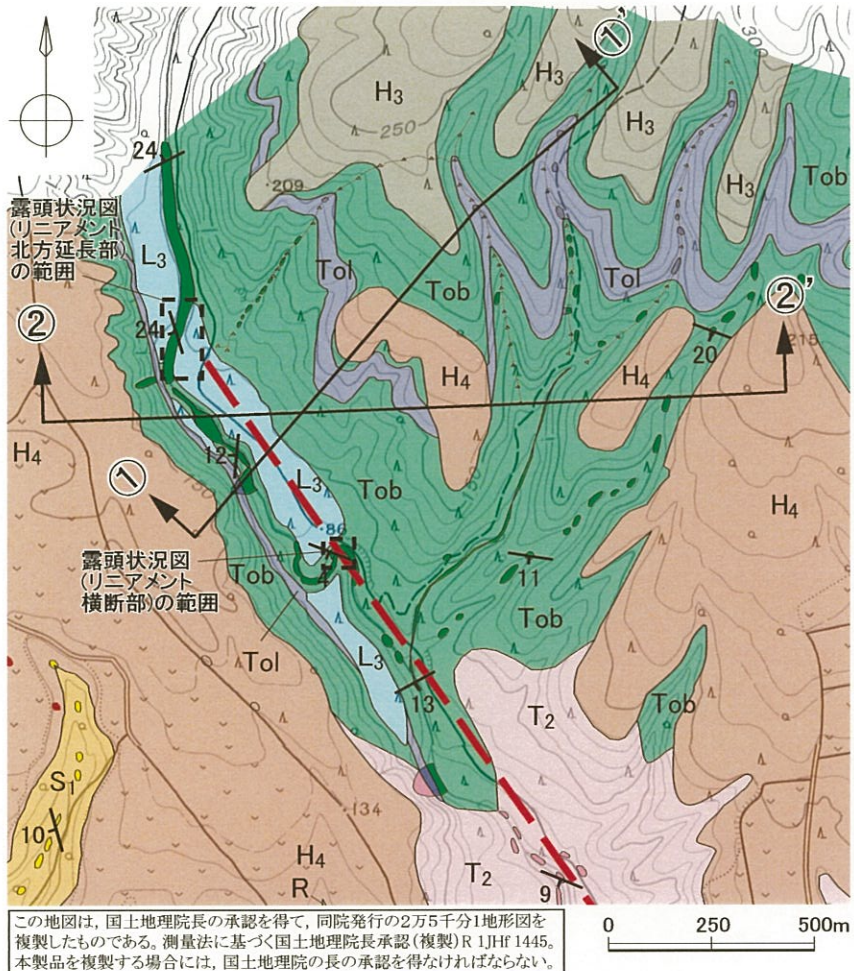 ①'
H3
H3
H3
H3
250
300
24
209
Tob
露頭状況図
(リニアメント
北方延長部)
の範囲
L3
Tol
Tob
Tol
②
②'
24
20
215
H4
H4
H4
12
L3
Tob
150
H4
①
150
86
露頭状況図
(リニアメント
横断部)の範囲
4
Tob
11
Tob
Tol
L3
13
T2
Tob
S1
134
10
H4
R
T2
9
この地図は,国土地理院長の承認を得て,同院発行の2万5千分1地形図を
複製したものである。測量法に基づく国土地理院長承認(複製)R 1JHf 1445。
本製品を複製する場合には,国土地理院の長の承認を得なければならない。
0 250 500m